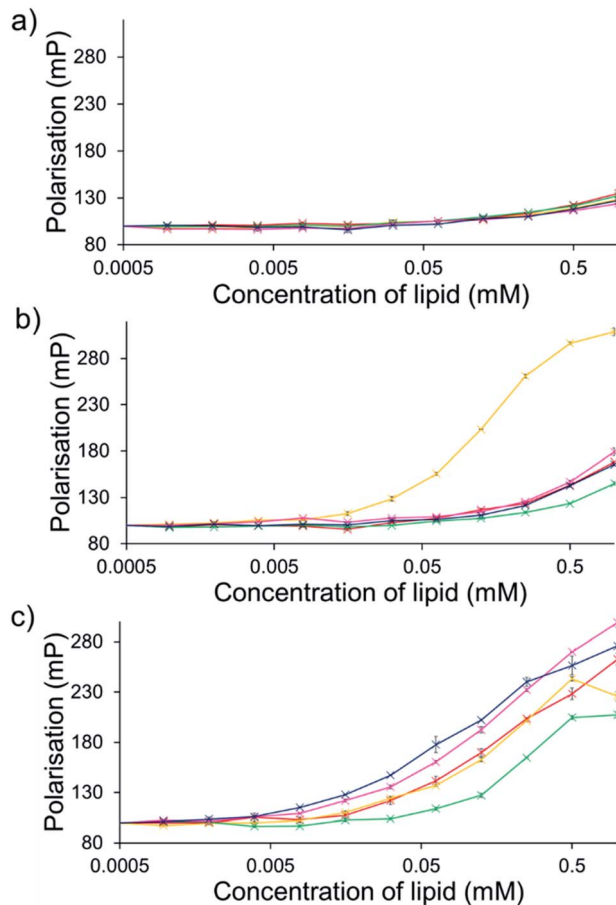 a)
Polarisation (mP)
280
230
180
130
80
0.0005 0.005 0.05 0.5
Concentration of lipid (mM)
b)
Polarisation (mP)
280
230
180
130
80
0.0005 0.005 0.05 0.5
Concentration of lipid (mM)
c)
Polarisation (mP)
280
230
180
130
80
0.0005 0.005 0.05 0.5
Concentration of lipid (mM)